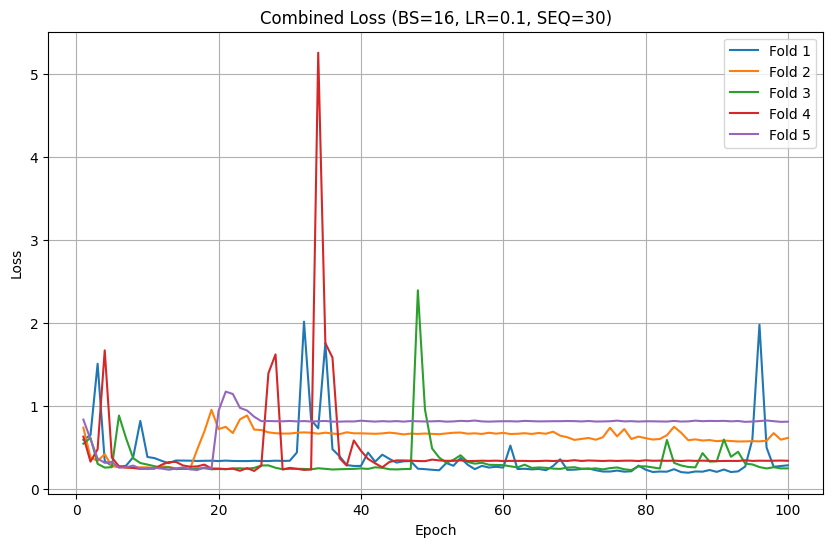 Combined Loss (BS=16, LR=0.1, SEQ=30)
Fold 1
Fold 2
Fold 3
Fold 4
Fold 5
5
4
3
2
1
0
Loss
0 20 40 60 80 100
Epoch